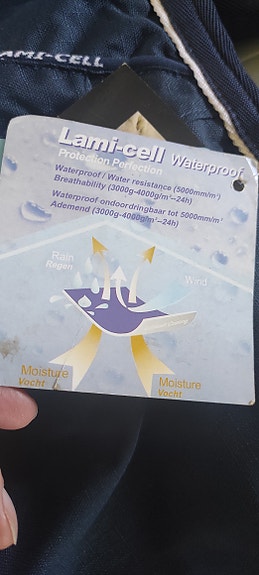 LAMI-CELL
Lami-cell Waterproof
Protection Perfection
Waterproof / Water resistance (5000mm/m²)
Breathability (3000g-4000g/m²--24h)
Waterproof ondoordringbaar tot 5000mm/m²
Ademend (3000g-4000g/m²--24h)
Rain
Regen
Wind
Moisture
Vocht
Moisture
Vocht